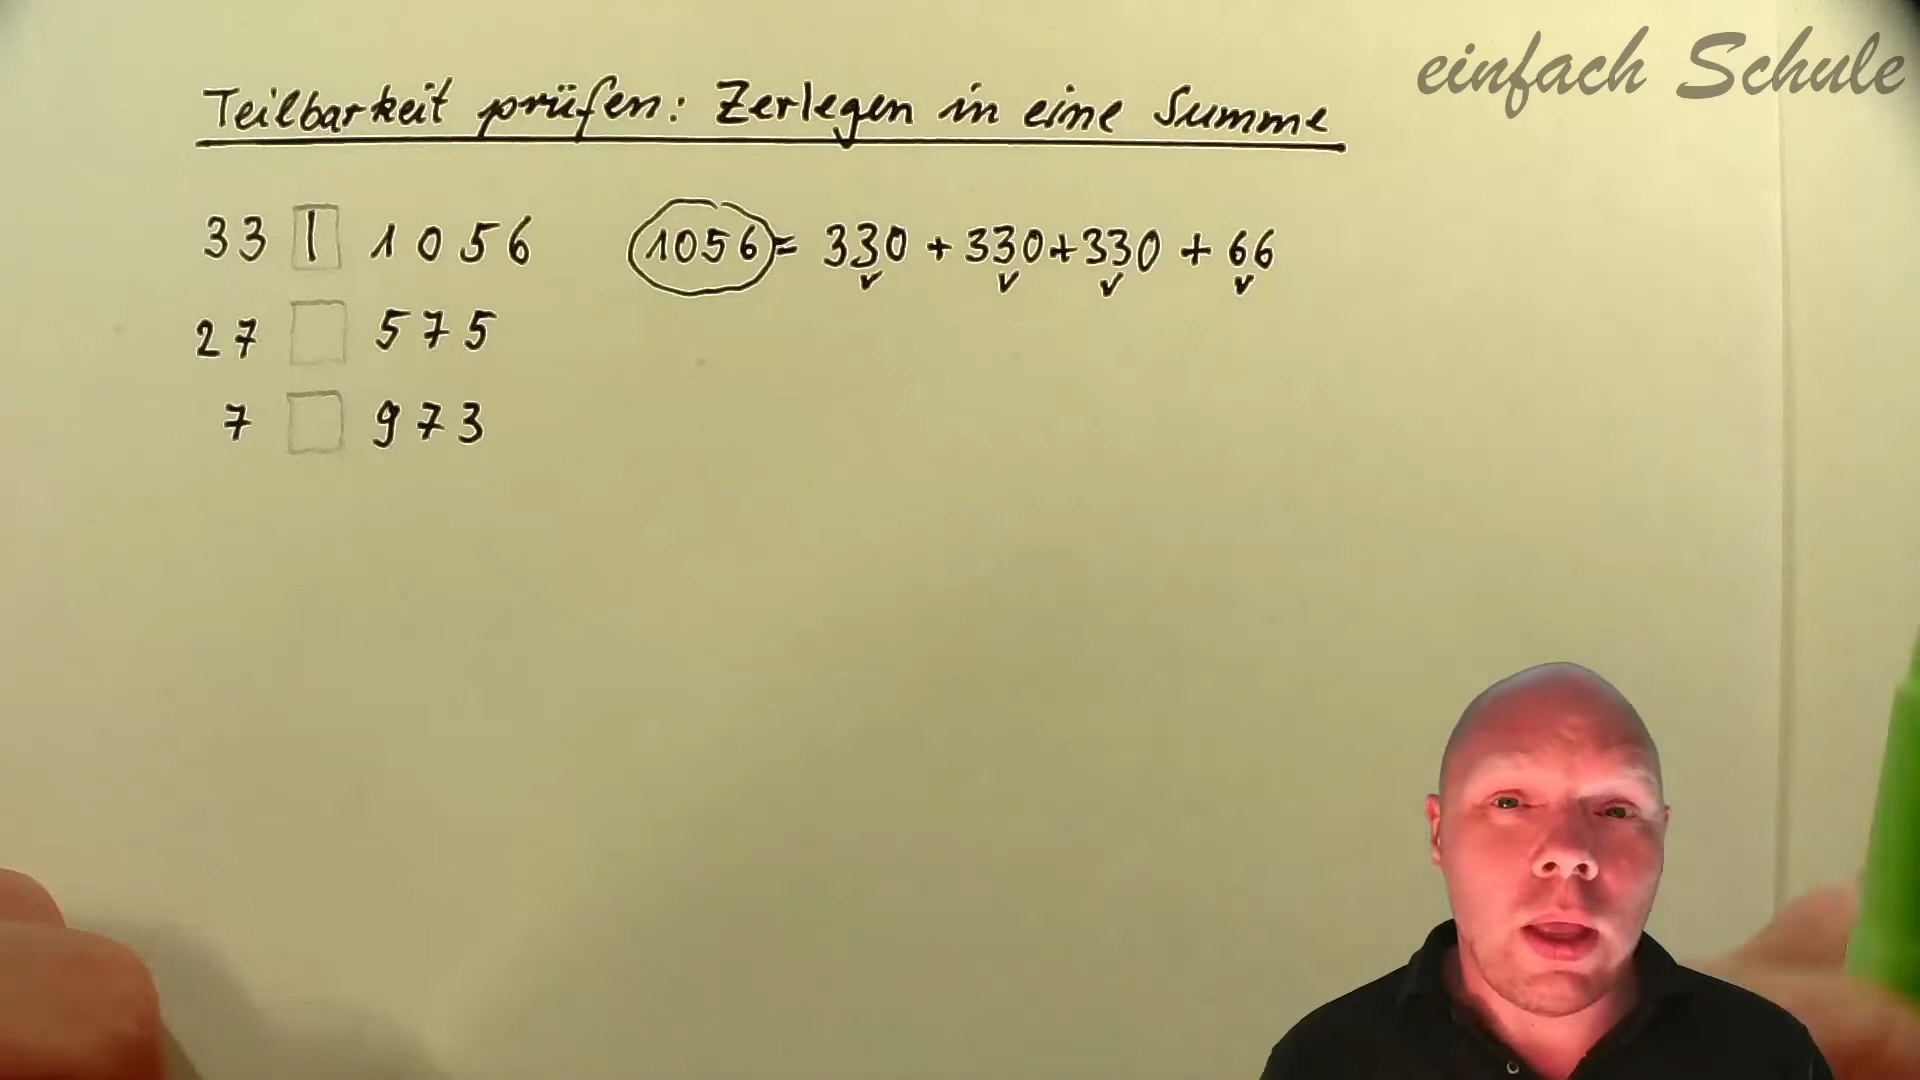 einfach Schule
Teilbarkeit prüfen: Zerlegen in eine Summe
33 | 1056 1056 = 330 + 330 + 330 + 66
27 575
7 973